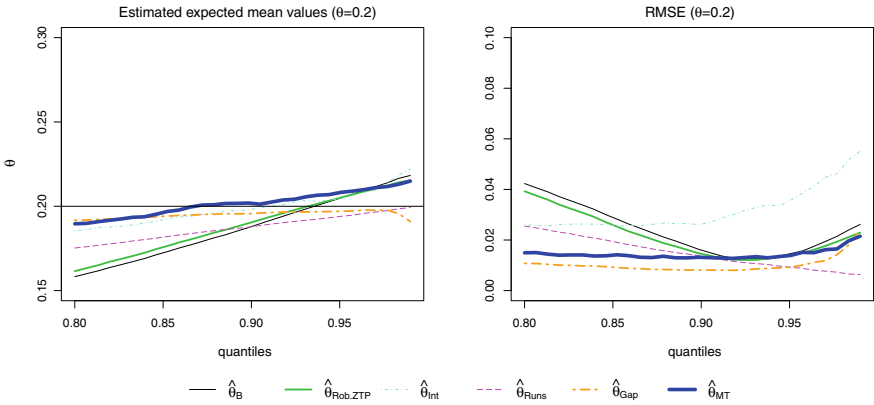 Estimated expected mean values (θ=0.2)
0.30
0.25
0.20
0.15
θ
0.80 0.85 0.90 0.95
quantiles
RMSE (θ=0.2)
0.10
0.08
0.06
0.04
0.02
0.00
0.80 0.85 0.90 0.95
quantiles
θ̂B θ̂Rob.ZTP θ̂Int θ̂Runs θ̂Gap θ̂MT